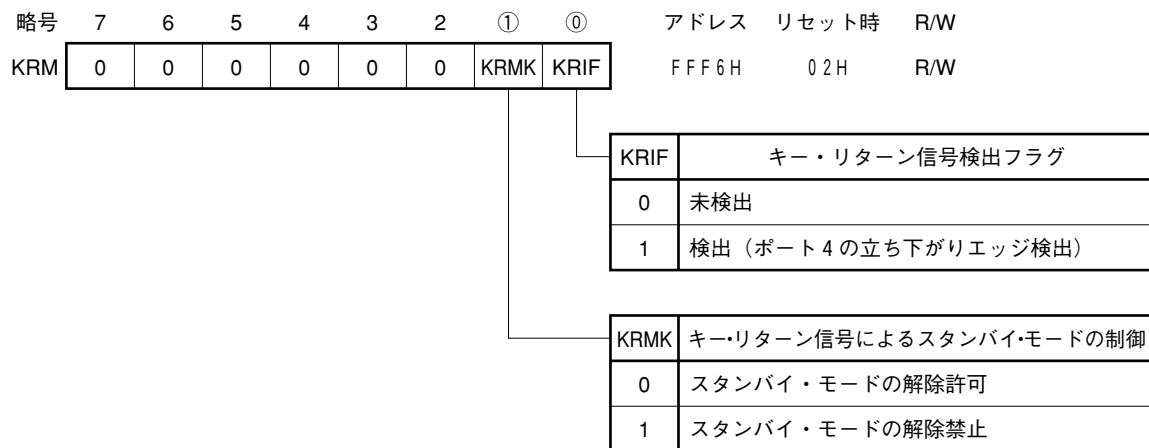 略号 7 6 5 4 3 2 ① ⓪ アドレス リセット時 R/W
KRM 0 0 0 0 0 0 KRMK KRIF FFF6H 02H R/W
KRIF キー・リターン信号検出フラグ
0 未検出
1 検出（ポート4の立ち下がりエッジ検出）
KRMK キー・リターン信号によるスタンバイ・モードの制御
0 スタンバイ・モードの解除許可
1 スタンバイ・モードの解除禁止